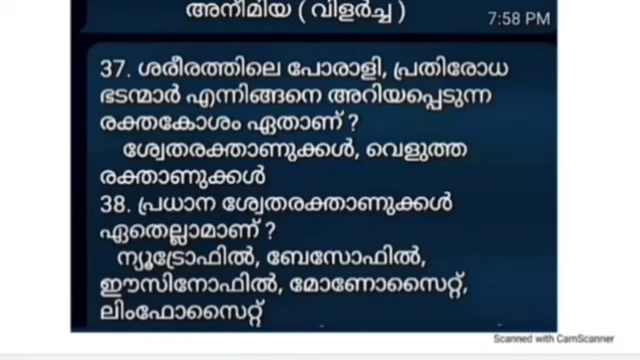 അനീമിയ ( വിളർച്ച )
7:58 PM
37. ശരീരത്തിലെ പോരാളി, പ്രതിരോധ
ഭടന്മാർ എന്നിങ്ങനെ അറിയപ്പെടുന്ന
രക്തകോശം ഏതാണ് ?
ശ്വേതരക്താണുക്കൾ, വെളുത്ത
രക്താണുക്കൾ
38. പ്രധാന ശ്വേതരക്താണുക്കൾ
ഏതെല്ലാമാണ് ?
ന്യൂട്രോഫിൽ, ബേസോഫിൽ,
ഈസിനോഫിൽ, മോണോസൈറ്റ്,
ലിംഫോസൈറ്റ്
Scanned with CamScanner